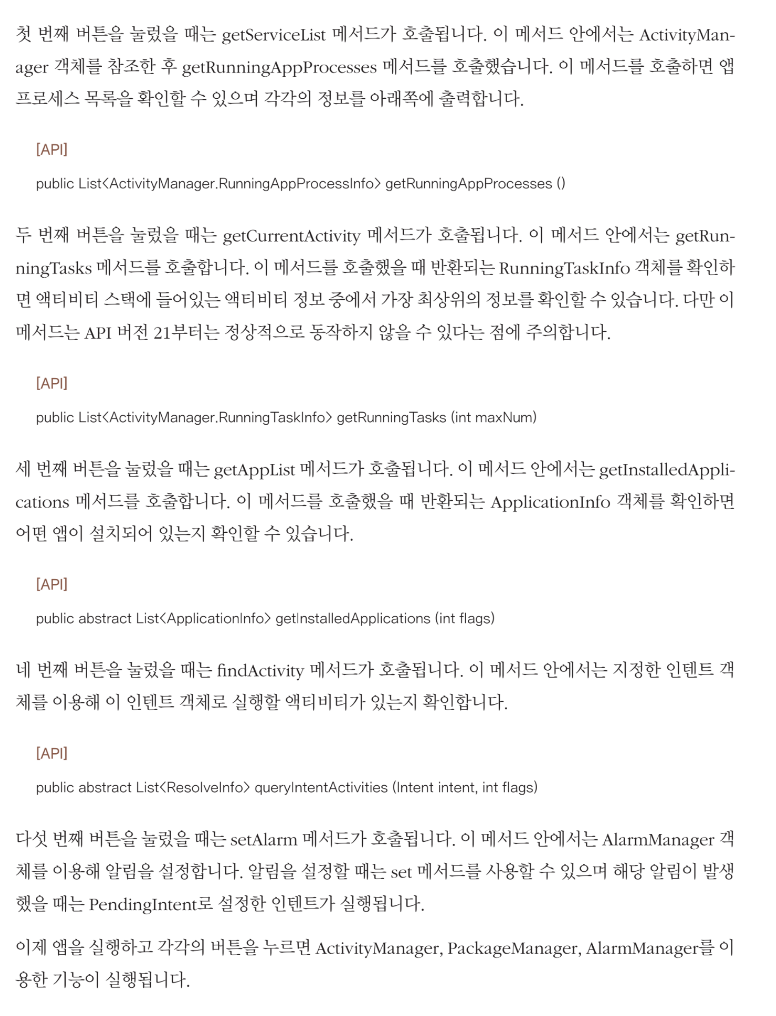 첫 번째 버튼을 눌렀을 때는 getServiceList 메서드가 호출됩니다. 이 메서드 안에서는 ActivityMan-
ager 객체를 참조한 후 getRunningAppProcesses 메서드를 호출했습니다. 이 메서드를 호출하면 앱
프로세스 목록을 확인할 수 있으며 각각의 정보를 아래쪽에 출력합니다.
[API]
public List<ActivityManager.RunningAppProcessInfo> getRunningAppProcesses ()
두 번째 버튼을 눌렀을 때는 getCurrentActivity 메서드가 호출됩니다. 이 메서드 안에서는 getRun-
ningTasks 메서드를 호출합니다. 이 메서드를 호출했을 때 반환되는 RunningTaskInfo 객체를 확인하
면 액티비티 스택에 들어있는 액티비티 정보 중에서 가장 최상위의 정보를 확인할 수 있습니다. 다만 이
메서드는 API 버전 21부터는 정상적으로 동작하지 않을 수 있다는 점에 주의합니다.
[API]
public List<ActivityManager.RunningTaskInfo> getRunningTasks (int maxNum)
세 번째 버튼을 눌렀을 때는 getAppList 메서드가 호출됩니다. 이 메서드 안에서는 getInstalledAppli-
cations 메서드를 호출합니다. 이 메서드를 호출했을 때 반환되는 ApplicationInfo 객체를 확인하면
어떤 앱이 설치되어 있는지 확인할 수 있습니다.
[API]
public abstract List<ApplicationInfo> getInstalledApplications (int flags)
네 번째 버튼을 눌렀을 때는 findActivity 메서드가 호출됩니다. 이 메서드 안에서는 지정한 인텐트 객
체를 이용해 이 인텐트 객체로 실행할 액티비티가 있는지 확인합니다.
[API]
public abstract List<ResolveInfo> queryIntentActivities (Intent intent, int flags)
다섯 번째 버튼을 눌렀을 때는 setAlarm 메서드가 호출됩니다. 이 메서드 안에서는 AlarmManager 객
체를 이용해 알림을 설정합니다. 알림을 설정할 때는 set 메서드를 사용할 수 있으며 해당 알림이 발생
했을 때는 PendingIntent로 설정한 인텐트가 실행됩니다.
이제 앱을 실행하고 각각의 버튼을 누르면 ActivityManager, PackageManager, AlarmManager를 이
용한 기능이 실행됩니다.